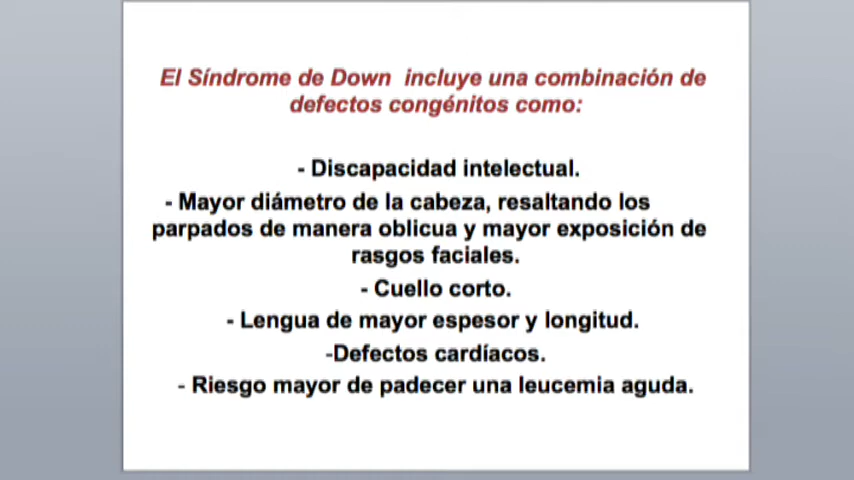 El Síndrome de Down incluye una combinación de
defectos congénitos como:
- Discapacidad intelectual.
- Mayor diámetro de la cabeza, resaltando los
parpados de manera oblicua y mayor exposición de
rasgos faciales.
- Cuello corto.
- Lengua de mayor espesor y longitud.
-Defectos cardíacos.
- Riesgo mayor de padecer una leucemia aguda.